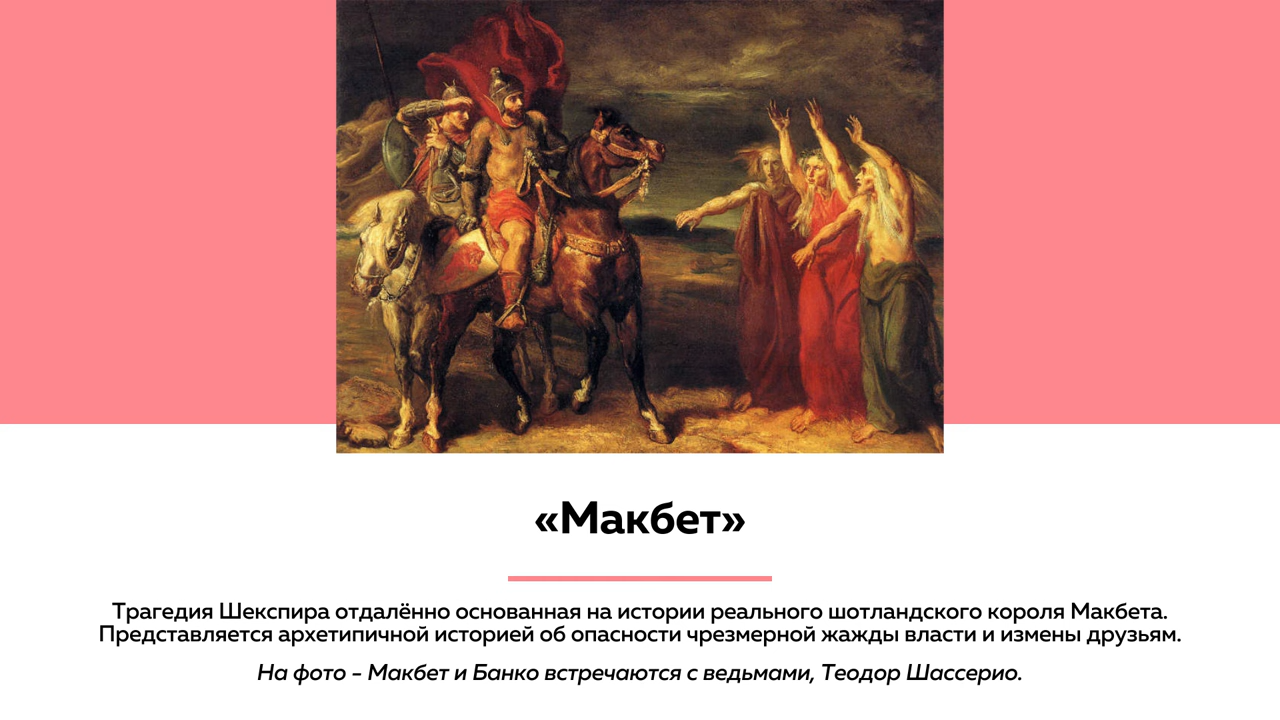 «Макбет»
Трагедия Шекспира отдалённо основанная на истории реального шотландского короля Макбета.
Представляется архетипичной историей об опасности чрезмерной жажды власти и измены друзьям.
На фото - Макбет и Банко встречаются с ведьмами, Теодор Шассерио.